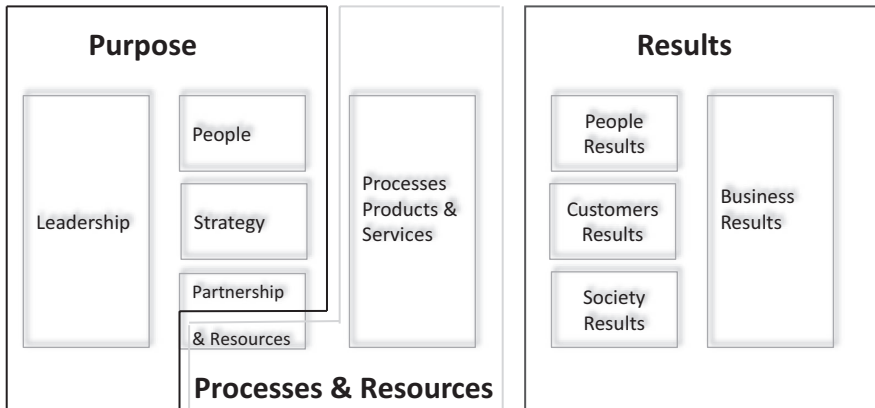 Purpose
Leadership
People
Strategy
Partnership
& Resources
Processes
Products &
Services
Processes & Resources
Results
People
Results
Customers
Results
Society
Results
Business
Results